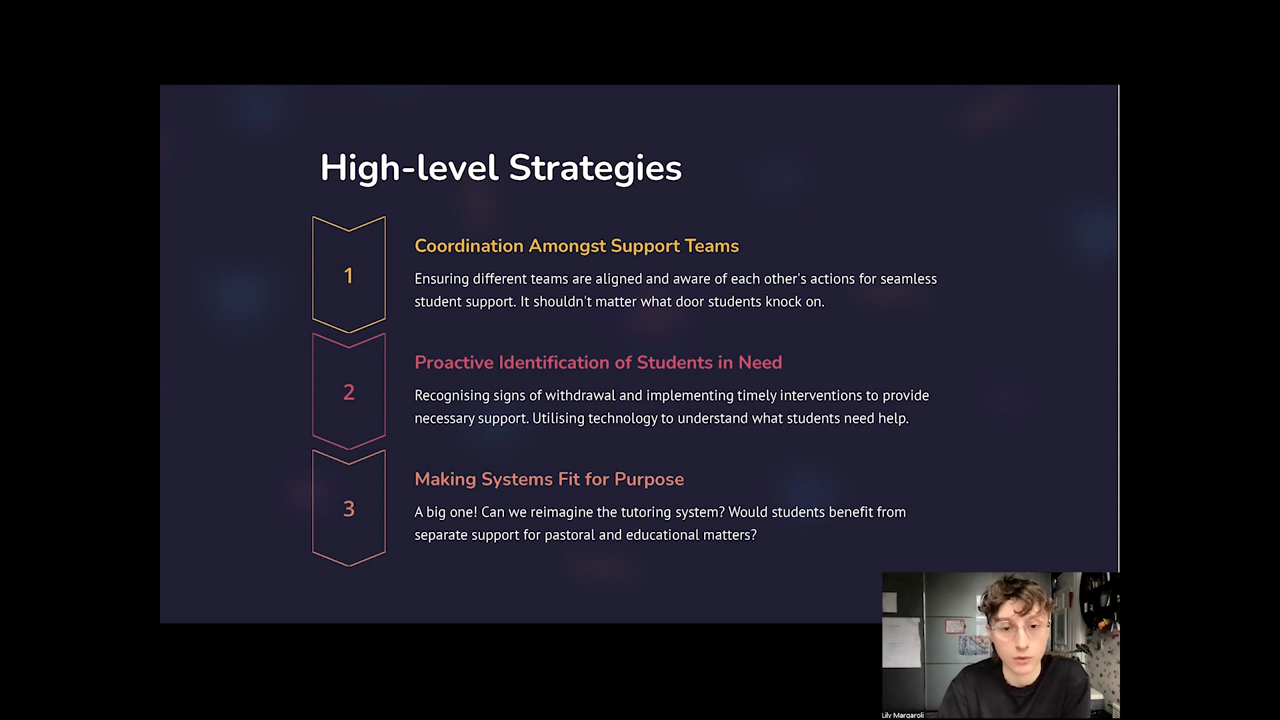 High-level Strategies
1
Coordination Amongst Support Teams
Ensuring different teams are aligned and aware of each other's actions for seamless
student support. It shouldn't matter what door students knock on.
2
Proactive Identification of Students in Need
Recognising signs of withdrawal and implementing timely interventions to provide
necessary support. Utilising technology to understand what students need help.
3
Making Systems Fit for Purpose
A big one! Can we reimagine the tutoring system? Would students benefit from
separate support for pastoral and educational matters?
Lily Margaroli